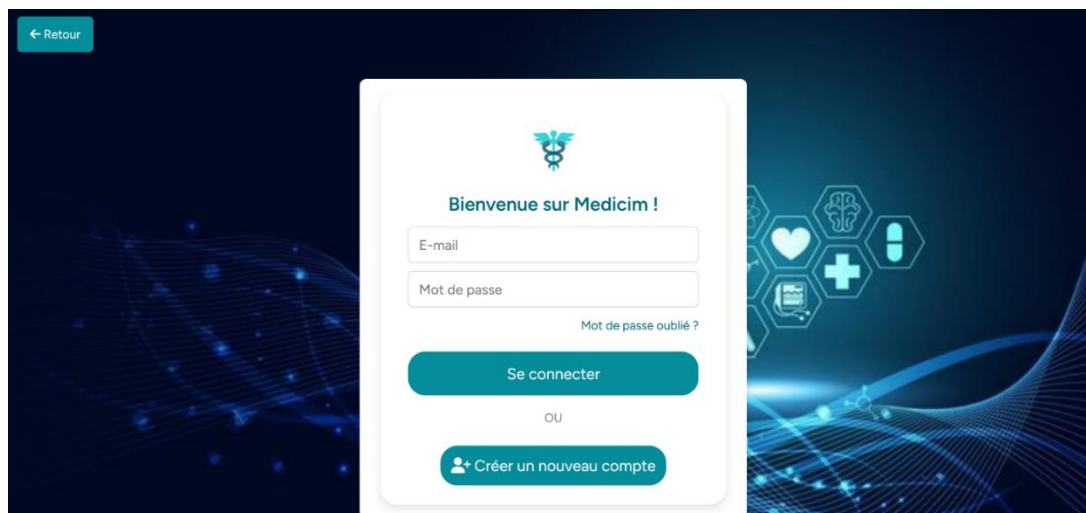 ← Retour
Bienvenue sur Medicim !
E-mail
Mot de passe
Mot de passe oublié ?
Se connecter
OU
Créer un nouveau compte